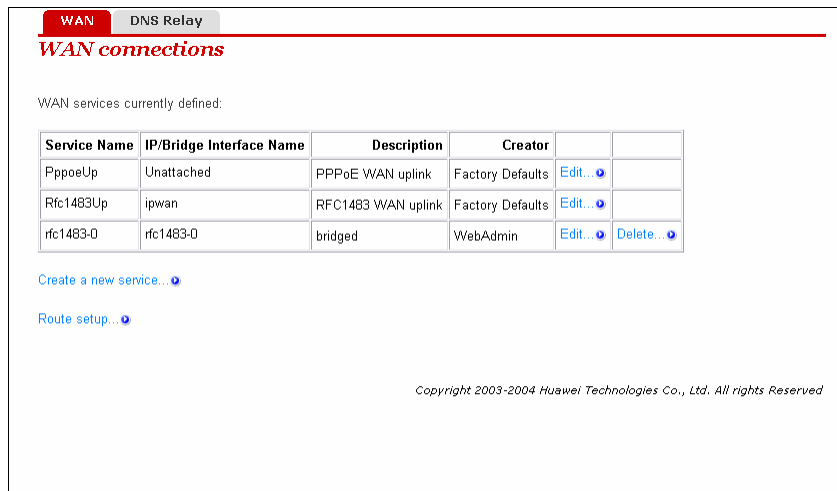 WAN DNS Relay
WAN connections
WAN services currently defined:
Service Name IP/Bridge Interface Name Description Creator
PppoeUp Unattached PPPoE WAN uplink Factory Defaults Edit...
Rfc1483Up ipwan RFC1483 WAN uplink Factory Defaults Edit...
rfc1483-0 rfc1483-0 bridged WebAdmin Edit... Delete...
Create a new service...
Route setup...
Copyright 2003-2004 Huawei Technologies Co., Ltd. All rights Reserved